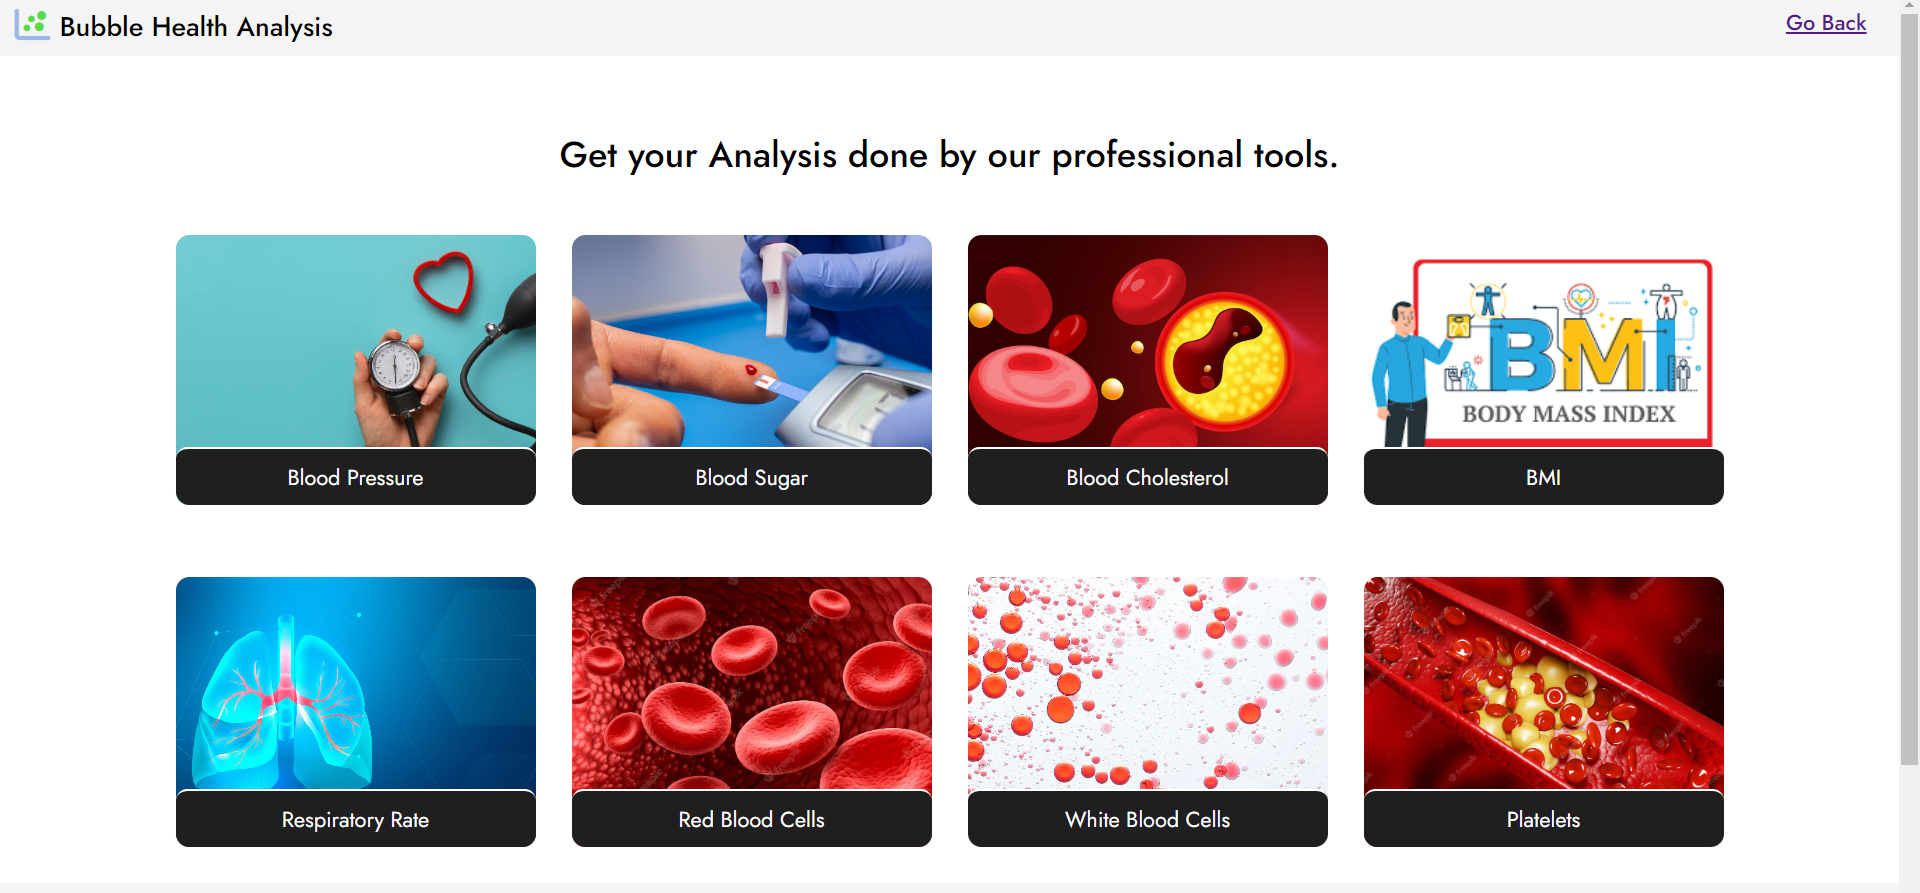 Bubble Health Analysis
Go Back
Get your Analysis done by our professional tools.
BMI
BODY MASS INDEX
Blood Pressure
Blood Sugar
Blood Cholesterol
BMI
Respiratory Rate
Red Blood Cells
White Blood Cells
Platelets